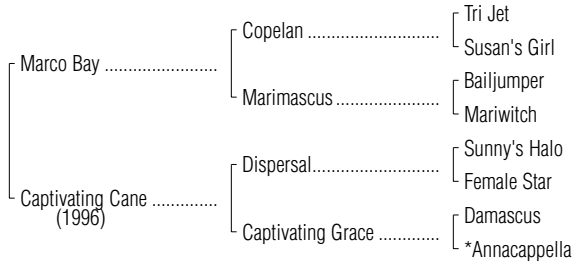 Tri Jet
Copelan ................................
Susan's Girl
Marco Bay ...........................
Bailjumper
Marimascus .........................
Mariwitch
Sunny's Halo
Dispersal ..............................
Female Star
Captivating Cane ................
(1996)
Damascus
Captivating Grace ...............
*Annacappella